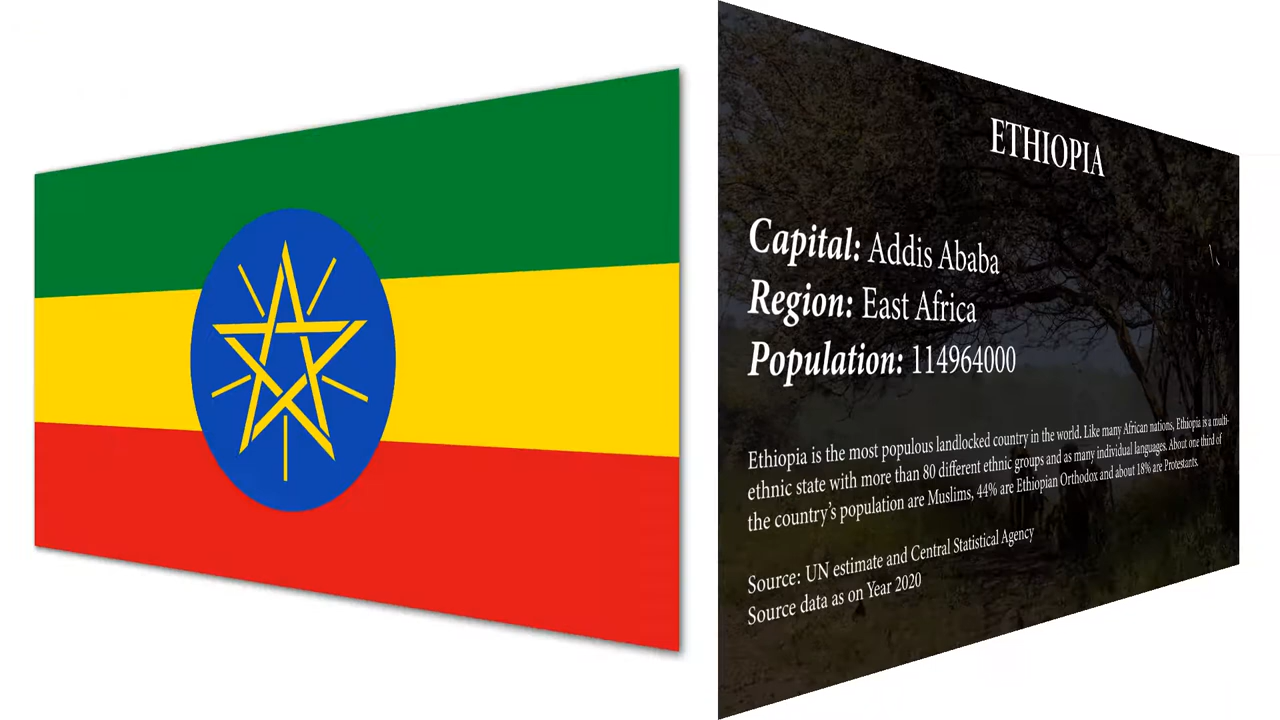 ETHIOPIA
Capital: Addis Ababa
Region: East Africa
Population: 114964000
Ethiopia is the most populous landlocked country in the world. Like many African nations, Ethiopia is a multi-
ethnic state with more than 80 different ethnic groups and as many individual languages. About one third of
the country's population are Muslims, 44% are Ethiopian Orthodox and about 18% are Protestants.
Source: UN estimate and Central Statistical Agency
Source data as on Year 2020